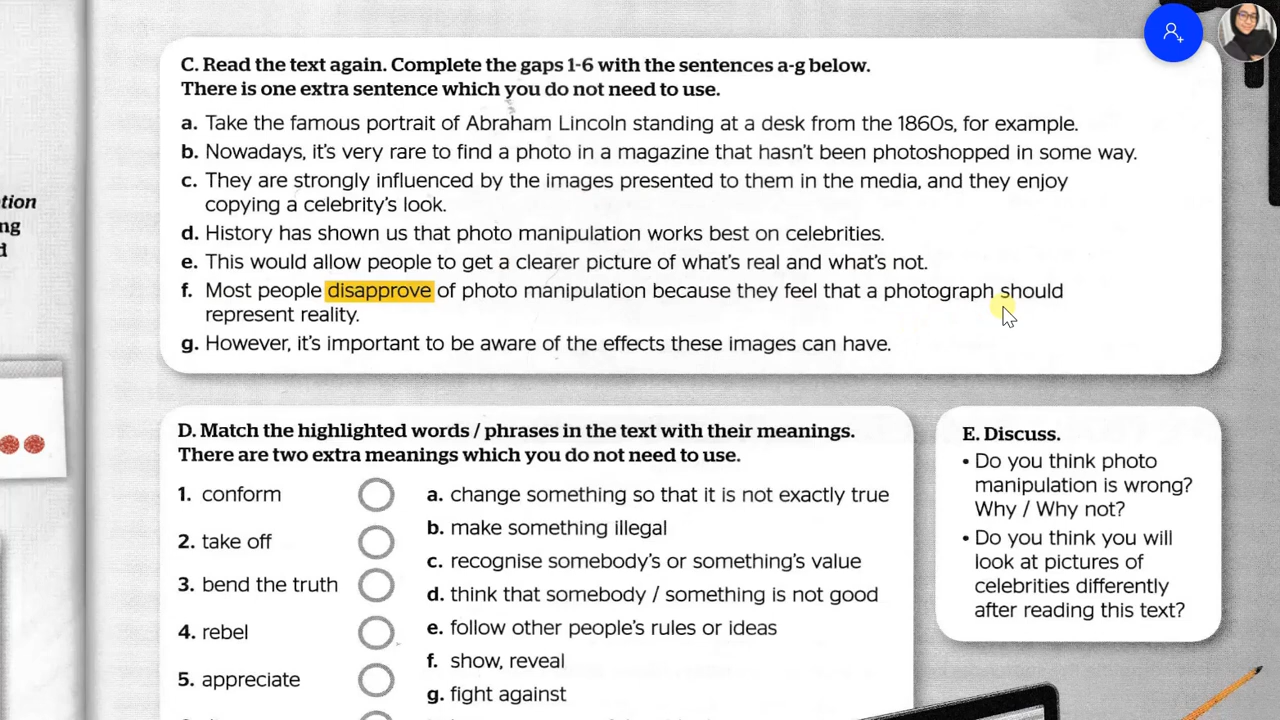 C. Read the text again. Complete the gaps 1-6 with the sentences a-g below.
There is one extra sentence which you do not need to use.
a. Take the famous portrait of Abraham Lincoln standing at a desk from the 1860s, for example.
b. Nowadays, it's very rare to find a photo in a magazine that hasn't been photoshopped in some way.
c. They are strongly influenced by the images presented to them in the media, and they enjoy
copying a celebrity's look.
d. History has shown us that photo manipulation works best on celebrities.
e. This would allow people to get a clearer picture of what's real and what's not.
f. Most people disapprove of photo manipulation because they feel that a photograph should
represent reality.
g. However, it's important to be aware of the effects these images can have.
D. Match the highlighted words / phrases in the text with their meanings.
There are two extra meanings which you do not need to use.
1. conform
2. take off
3. bend the truth
4. rebel
5. appreciate
a. change something so that it is not exactly true
b. make something illegal
c. recognise somebody's or something's value
d. think that somebody / something is not good
e. follow other people's rules or ideas
f. show, reveal
g. fight against
E. Discuss.
• Do you think photo
manipulation is wrong?
Why / Why not?
• Do you think you will
look at pictures of
celebrities differently
after reading this text?